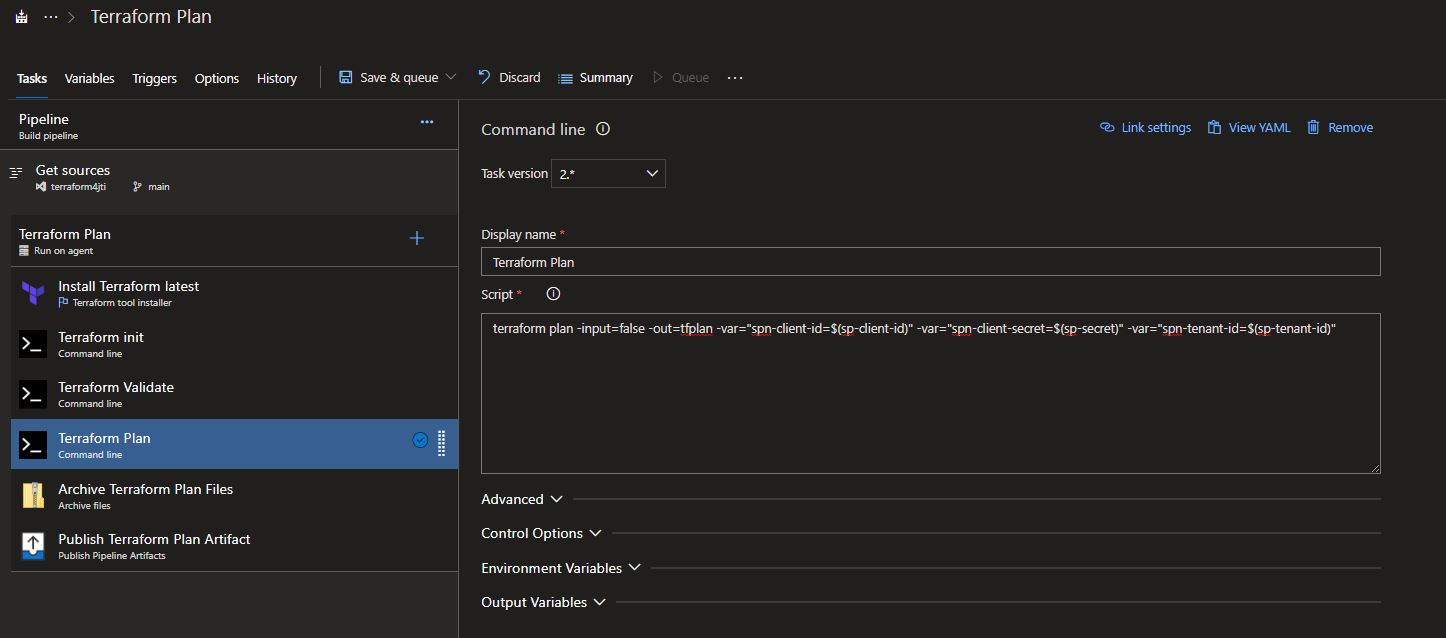 ··· > Terraform Plan
Tasks Variables Triggers Options History Save & queue Discard Summary Queue ···
Pipeline ···
Build pipeline
Get sources
terraform4jti main
Terraform Plan
Run on agent
Install Terraform latest
Terraform tool installer
Terraform init
Command line
Terraform Validate
Command line
Terraform Plan
Command line
Archive Terraform Plan Files
Archive files
Publish Terraform Plan Artifact
Publish Pipeline Artifacts
Command line Link settings View YAML Remove
Task version 2.*
Display name *
Terraform Plan
Script *
terraform plan -input=false -out=tfplan -var="spn-client-id=$(sp-client-id)" -var="spn-client-secret=$(sp-secret)" -var="spn-tenant-id=$(sp-tenant-id)"
Advanced
Control Options
Environment Variables
Output Variables